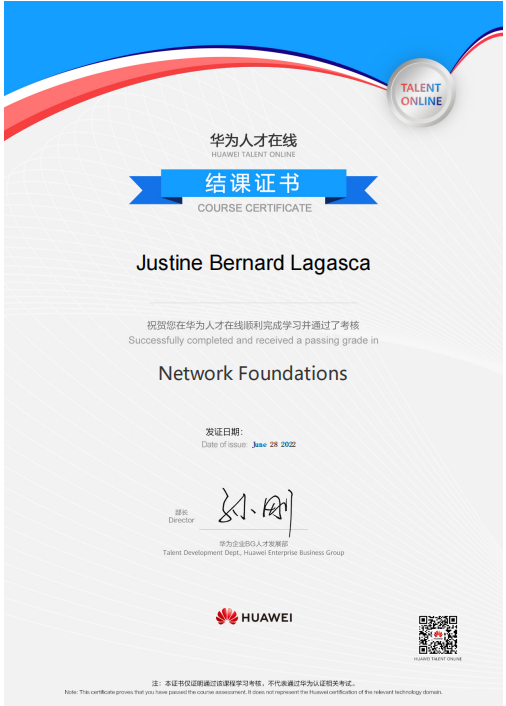 TALENT
ONLINE
华为人才在线
HUAWEI TALENT ONLINE
结课证书
COURSE CERTIFICATE
Justine Bernard Lagasca
祝贺您在华为人才在线顺利完成学习并通过了考核
Successfully completed and received a passing grade in
Network Foundations
发证日期：
Date of issue: June 28 2022
部长
Director
孙刚
华为企业BG人才发展部
Talent Development Dept., Huawei Enterprise Business Group
HUAWEI
HUAWEI TALENT ONLINE
注：本证书仅证明通过该课程学习考核，不代表通过华为认证相关考试。
Note: This certificate proves that you have passed the course assessment. It does not represent the Huawei certification of the relevant technology domain.